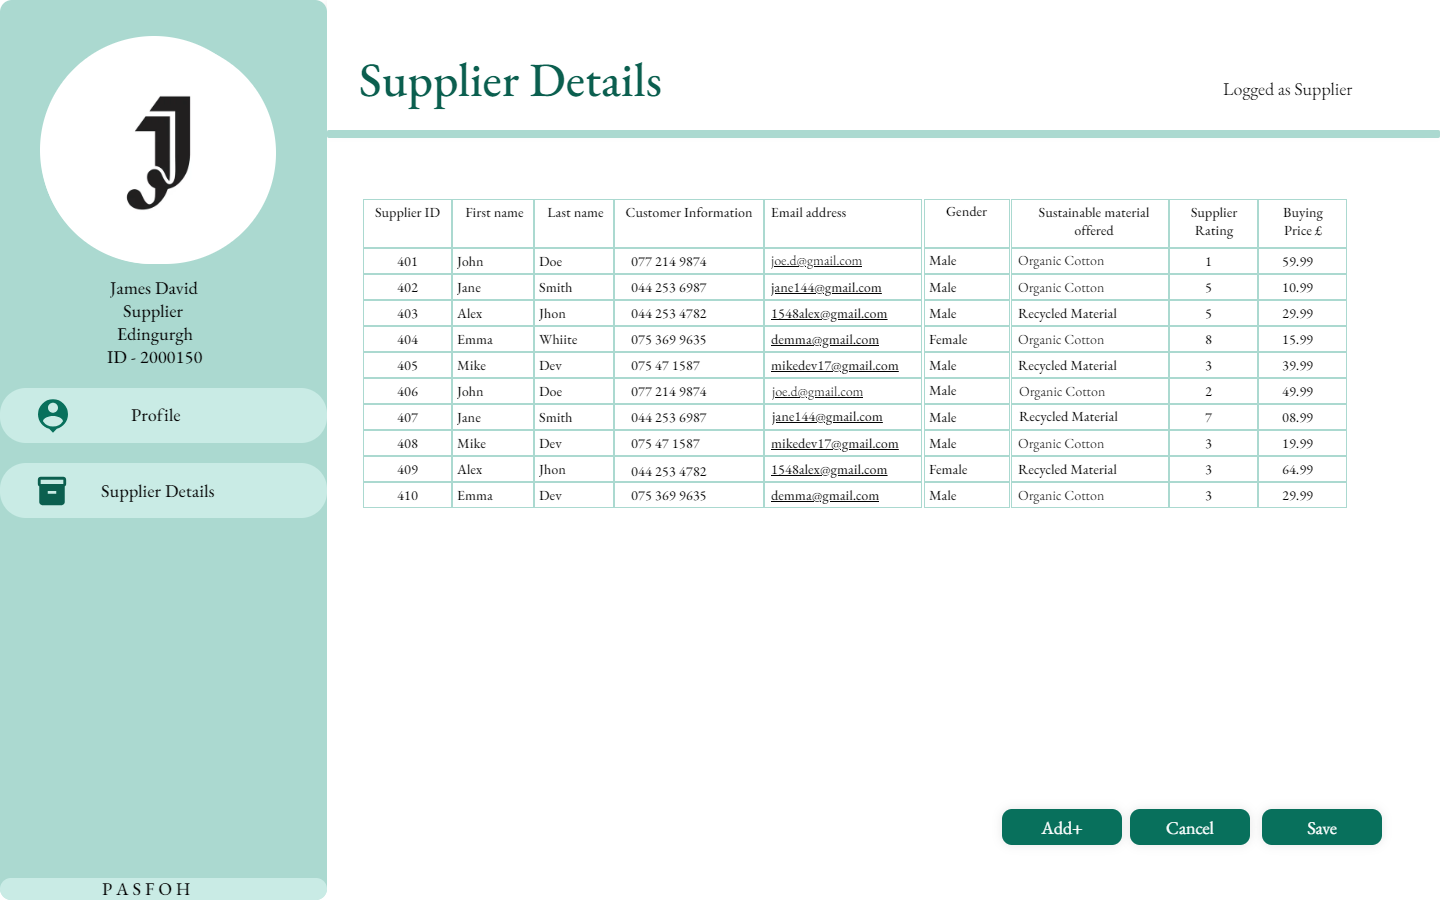 Supplier Details
Logged as Supplier
James David
Supplier
Edingurgh
ID - 2000150
Profile
Supplier Details
PASFOH
Supplier ID First name Last name Customer Information Email address Gender Sustainable material offered Supplier Rating Buying Price £
401 John Doe 077 214 9874 joe.d@gmail.com Male Organic Cotton 1 59.99
402 Jane Smith 044 253 6987 jane144@gmail.com Male Organic Cotton 5 10.99
403 Alex Jhon 044 253 4782 1548alex@gmail.com Male Recycled Material 5 29.99
404 Emma Whiite 075 369 9635 demma@gmail.com Female Organic Cotton 8 15.99
405 Mike Dev 075 47 1587 mikedev17@gmail.com Male Recycled Material 3 39.99
406 John Doe 077 214 9874 joe.d@gmail.com Male Organic Cotton 2 49.99
407 Jane Smith 044 253 6987 jane144@gmail.com Male Recycled Material 7 08.99
408 Mike Dev 075 47 1587 mikedev17@gmail.com Male Organic Cotton 3 19.99
409 Alex Jhon 044 253 4782 1548alex@gmail.com Female Recycled Material 3 64.99
410 Emma Dev 075 369 9635 demma@gmail.com Male Organic Cotton 3 29.99
Add+ Cancel Save